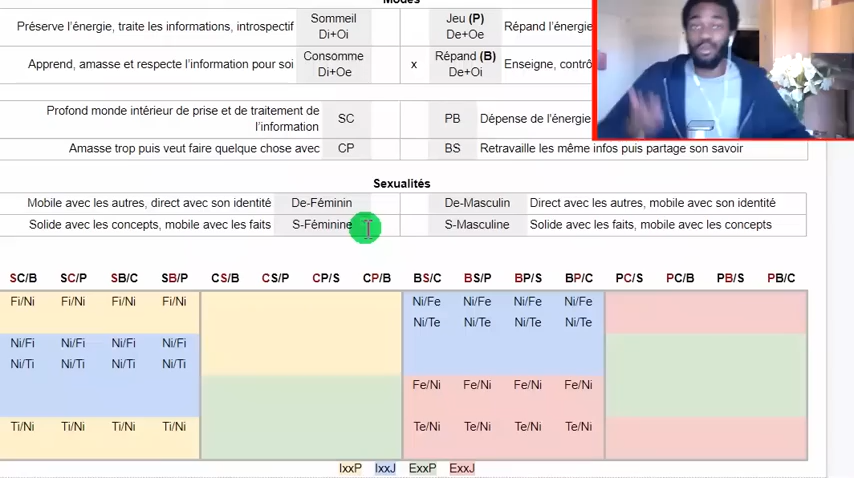 Modes
Préserve l'énergie, traite les informations, introspectif Sommeil Di+Oi Jeu (P) De+Oe Répand l'énergie
Apprend, amasse et respecte l'information pour soi Consomme Di+Oe x Répand (B) De+Oi Enseigne,
Profond monde intérieur de prise et de traitement de l'information SC PB Dépense de l'énergie
Amasse trop puis veut faire quelque chose avec CP BS Retravaille les même infos puis partage son savoir
Sexualités
Mobile avec les autres, direct avec son identité De-Féminin De-Masculin Direct avec les autres, mobile avec son identité
Solide avec les concepts, mobile avec les faits S-Féminine S-Masculine Solide avec les faits, mobile avec les concepts
SC/B SC/P SB/C SB/P CS/B CS/P CP/S CP/B BS/C BS/P BP/S BP/C PC/S PC/B PB/S PB/C
Fi/Ni Fi/Ni Fi/Ni Fi/Ni Ni/Fe Ni/Fe Ni/Fe Ni/Fe
Ni/Te Ni/Te Ni/Te Ni/Te
Ni/Fi Ni/Fi Ni/Fi Ni/Fi
Ni/Ti Ni/Ti Ni/Ti Ni/Ti
Fe/Ni Fe/Ni Fe/Ni Fe/Ni
Ti/Ni Ti/Ni Ti/Ni Ti/Ni Te/Ni Te/Ni Te/Ni Te/Ni
IxxP IxxJ ExxP ExxJ